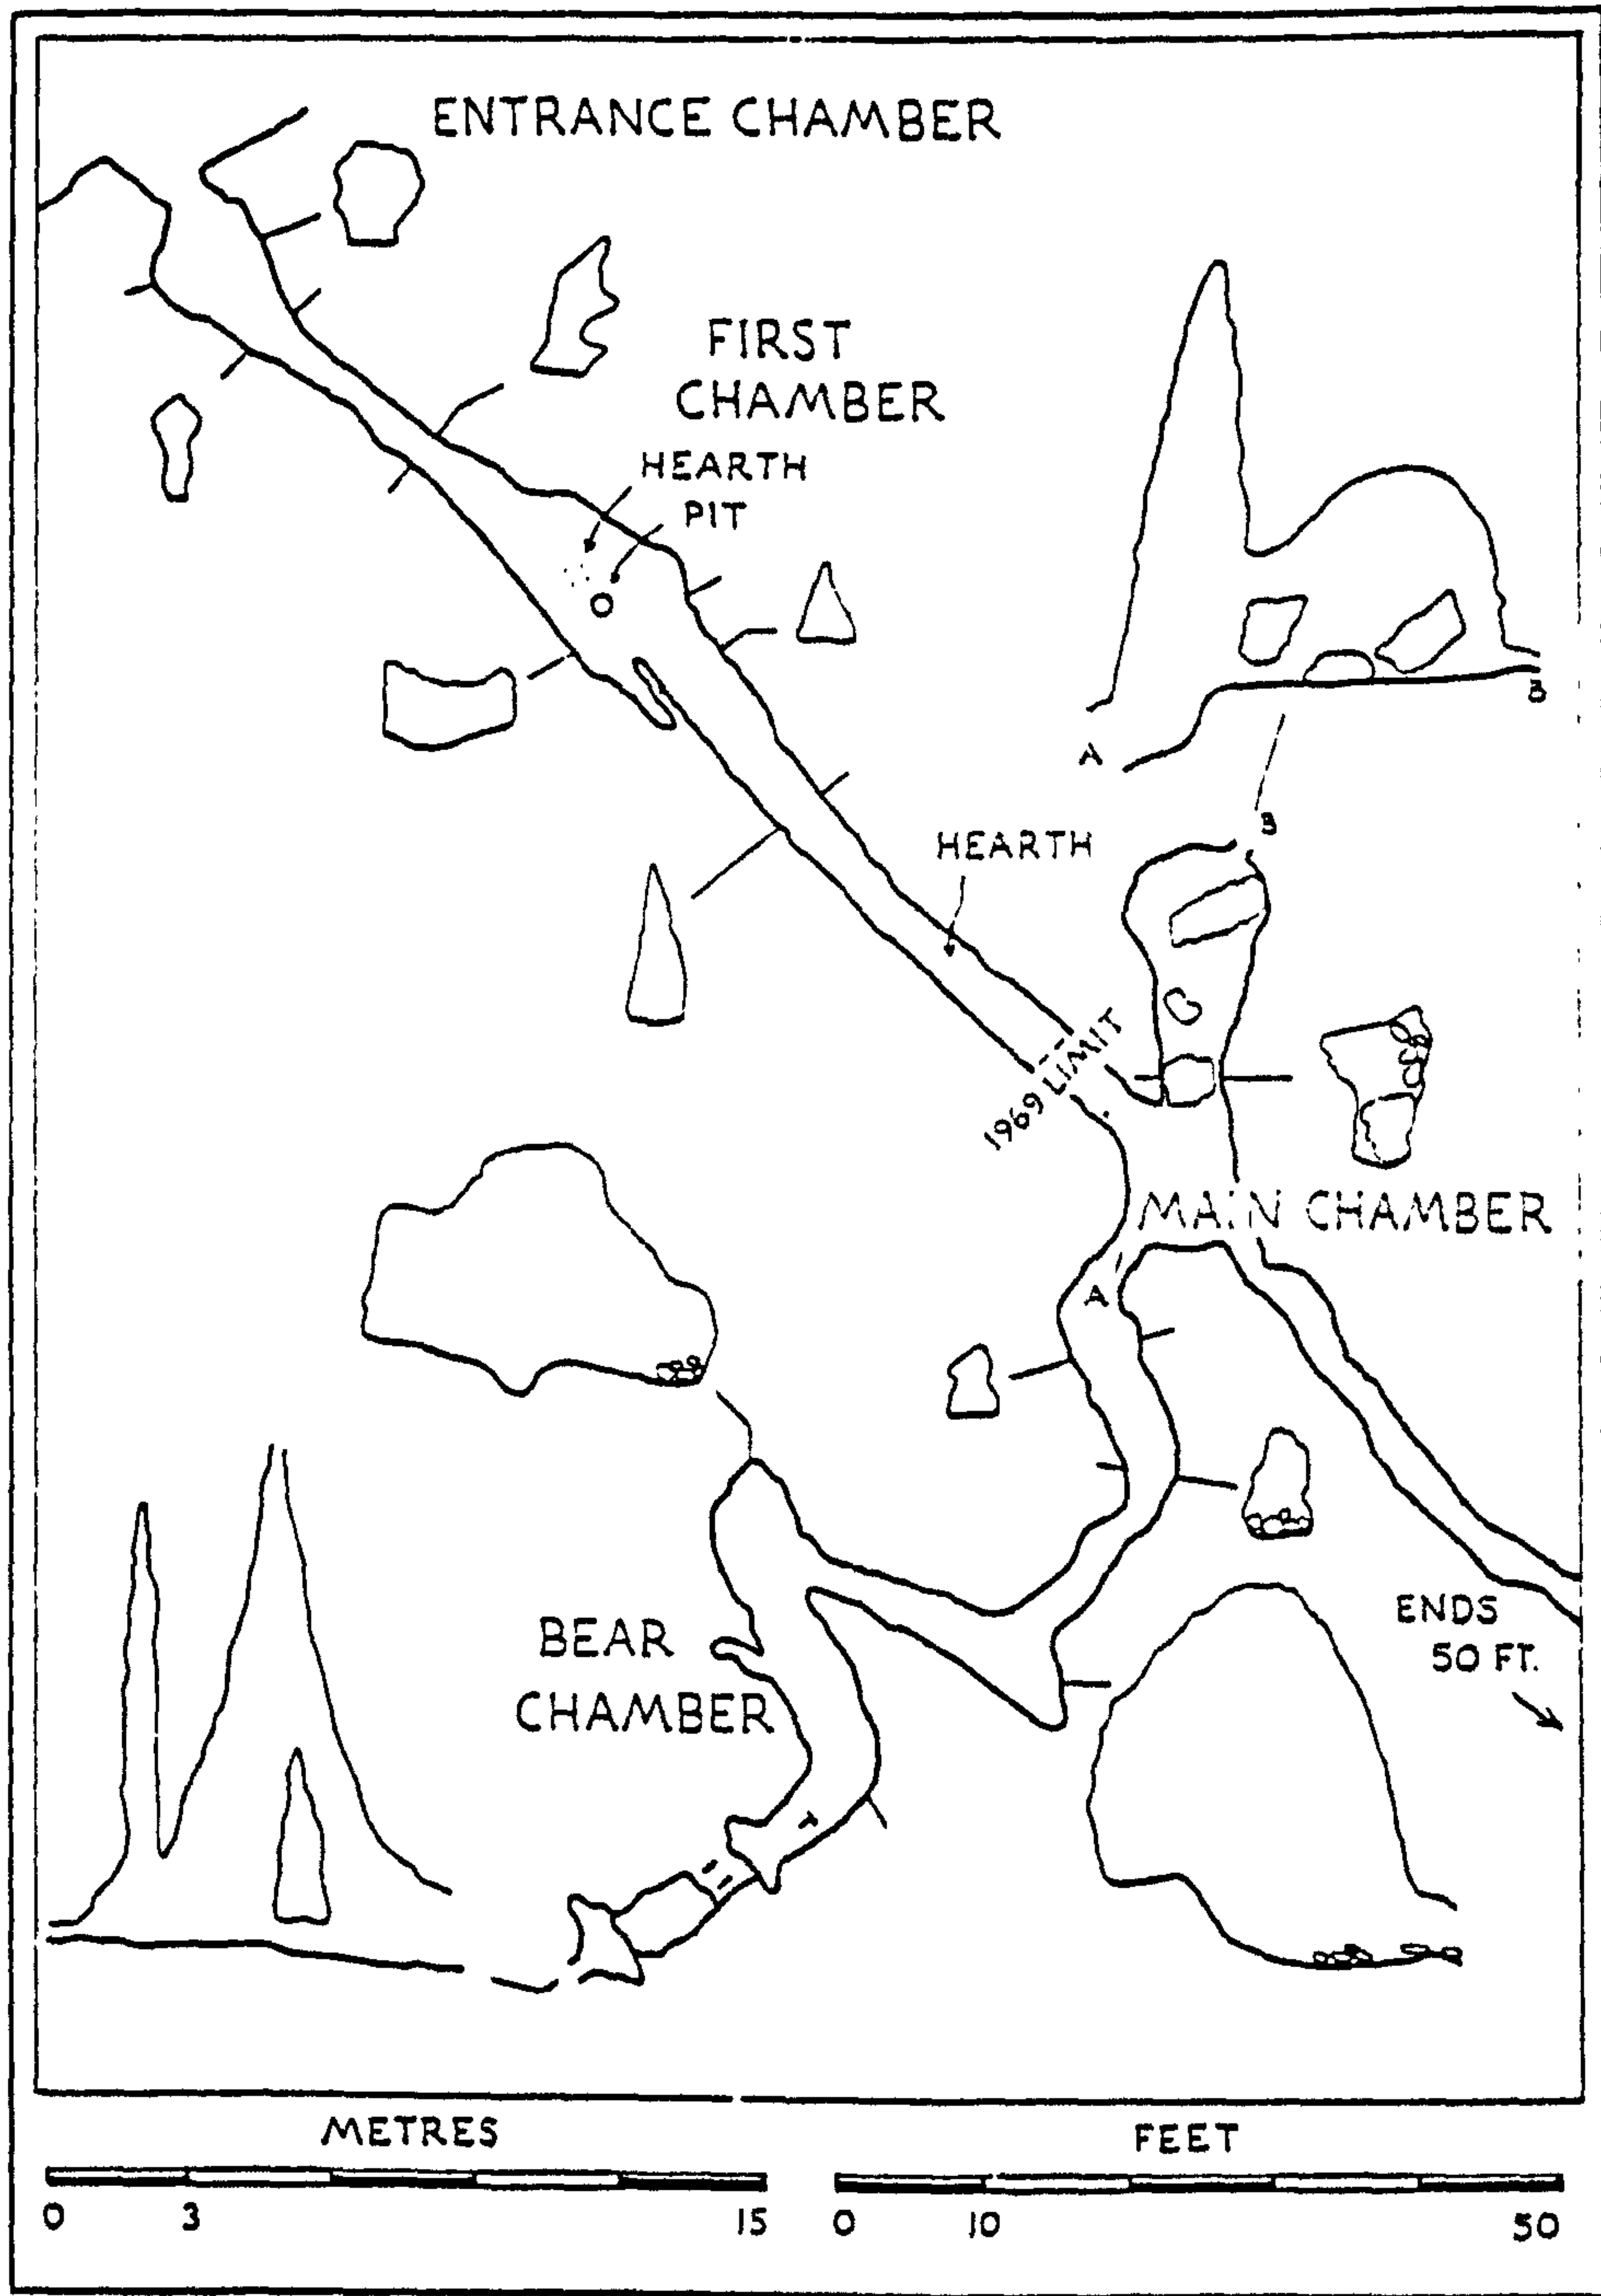 ENTRANCE CHAMBER
FIRST
CHAMBER
HEARTH
PIT
A
B
B
HEARTH
1969 LIMIT
MAIN CHAMBER
A
ENDS
50 FT.
BEAR
CHAMBER
METRES
FEET
0 3 15
0 10 50